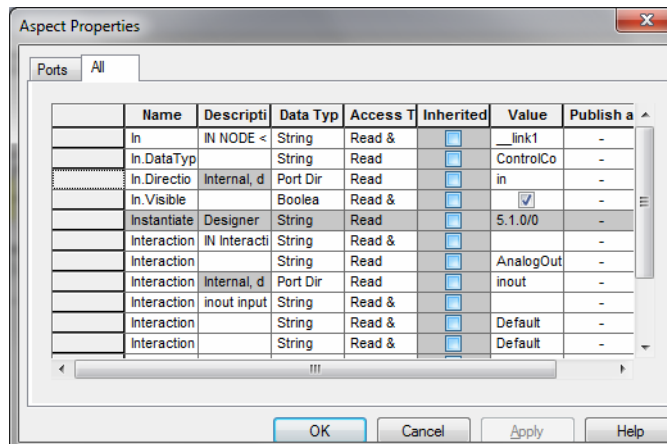 Aspect Properties
Ports All
Name Descripti Data Typ Access T Inherited Value Publish a
In IN NODE < String Read & __link1 -
In.DataTyp String Read ControlCo -
In.Directio Internal, d Port Dir Read in -
In.Visible Boolea Read & -
Instantiate Designer String Read 5.1.0/0 -
Interaction IN Interacti String Read & -
Interaction String Read AnalogOut -
Interaction Internal, d Port Dir Read inout -
Interaction inout input String Read & -
Interaction String Read & Default -
Interaction String Read & Default -
OK Cancel Apply Help